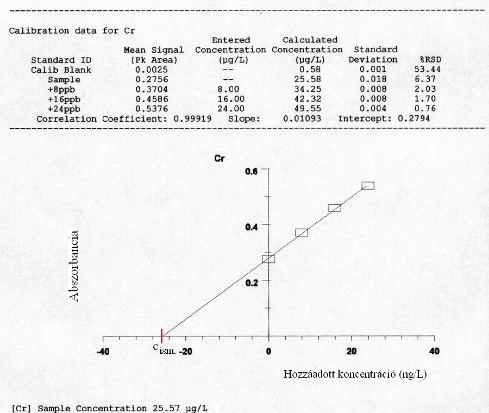 Calibration data for Cr
Entered Calculated
Mean Signal Concentration Concentration Standard
Standard ID (Pk Area) (µg/L) (µg/L) Deviation %RSD
Calib Blank 0.0025 -- 0.58 0.001 53.44
Sample 0.2756 -- 25.58 0.018 6.37
+8ppb 0.3704 8.00 34.25 0.008 2.03
+16ppb 0.4586 16.00 42.32 0.008 1.70
+24ppb 0.5376 24.00 49.55 0.004 0.76
Correlation Coefficient: 0.99919 Slope: 0.01093 Intercept: 0.2794
Cr
0.6
0.4
0.2
Abszorbancia
-40 -20 0 20 40
c ism.
Hozzáadott koncentráció (ng/L)
[Cr] Sample Concentration 25.57 µg/L